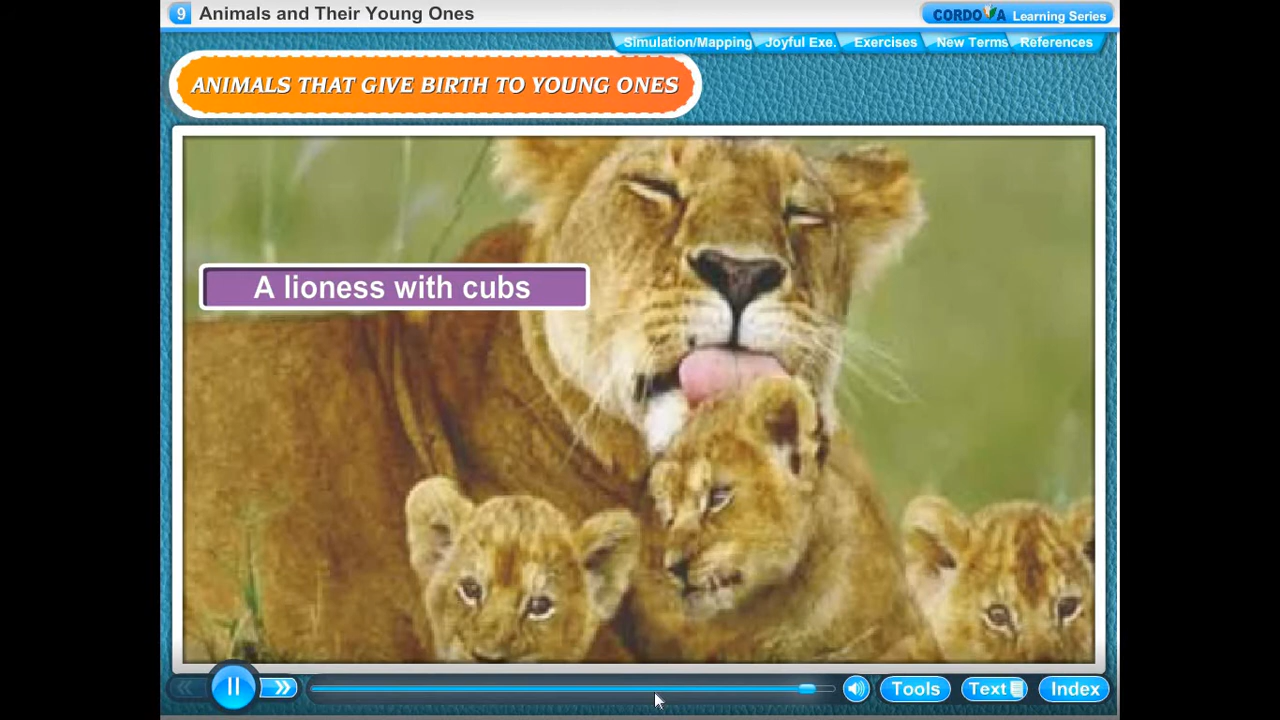 9 Animals and Their Young Ones
CORDOVA Learning Series
Simulation/Mapping Joyful Exe. Exercises New Terms References
ANIMALS THAT GIVE BIRTH TO YOUNG ONES
A lioness with cubs
Tools Text Index